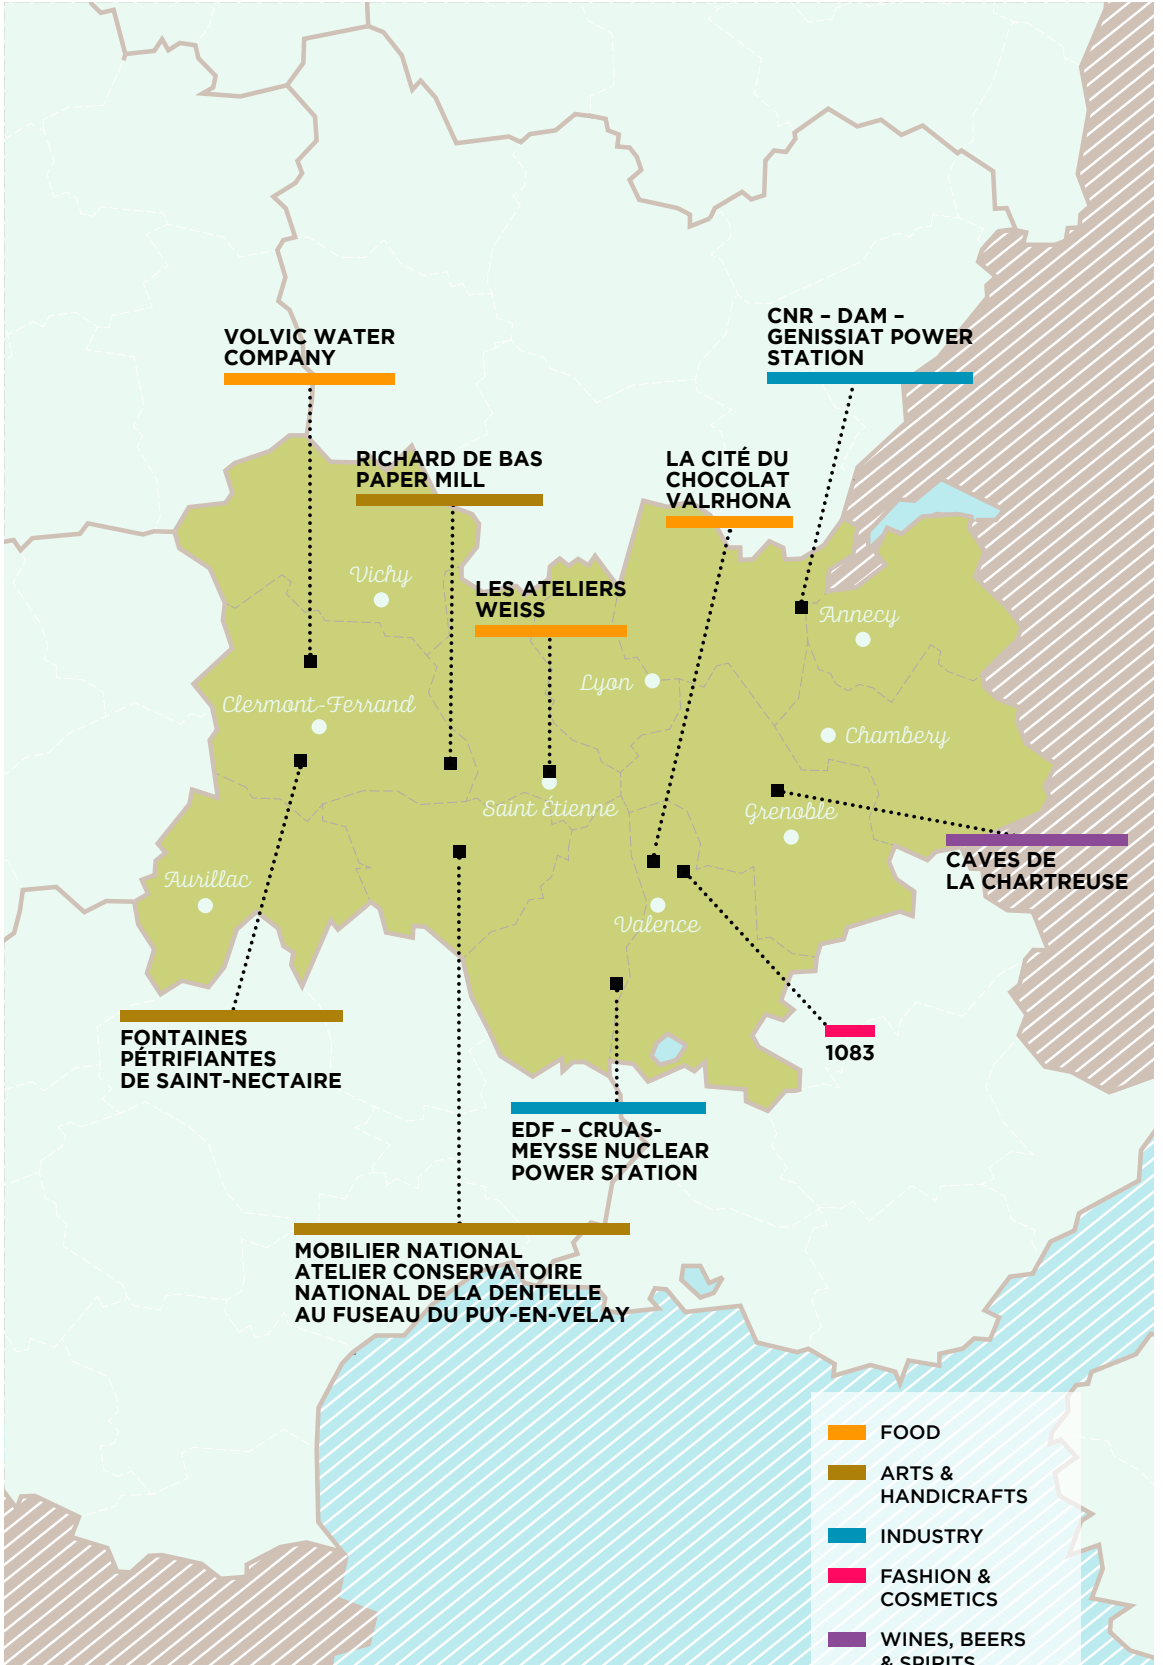 CNR – DAM –
GENISSIAT POWER
STATION
VOLVIC WATER
COMPANY
RICHARD DE BAS
PAPER MILL
LA CITÉ DU
CHOCOLAT
VALRHONA
Vichy
LES ATELIERS
WEISS
Annecy
Lyon
Clermont-Ferrand
Chambery
Saint Étienne
Grenoble
CAVES DE
LA CHARTREUSE
Aurillac
Valence
FONTAINES
PÉTRIFIANTES
DE SAINT-NECTAIRE
1083
EDF – CRUAS-
MEYSSE NUCLEAR
POWER STATION
MOBILIER NATIONAL
ATELIER CONSERVATOIRE
NATIONAL DE LA DENTELLE
AU FUSEAU DU PUY-EN-VELAY
FOOD
ARTS &
HANDICRAFTS
INDUSTRY
FASHION &
COSMETICS
WINES, BEERS
& SPIRITS